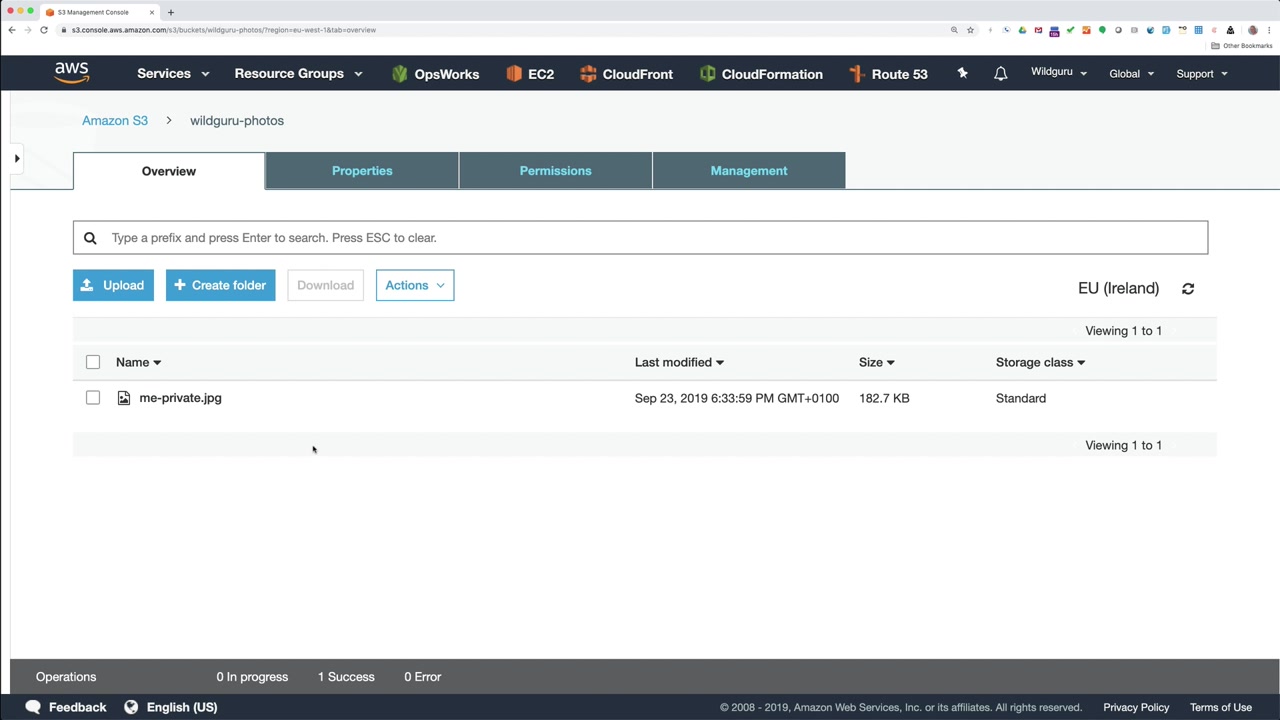 S3 Management Console
s3.console.aws.amazon.com/s3/buckets/wildguru-photos/?region=eu-west-1&tab=overview
Other Bookmarks
aws Services Resource Groups OpsWorks EC2 CloudFront CloudFormation Route 53 Wildguru Global Support
Amazon S3 wildguru-photos
Overview Properties Permissions Management
Type a prefix and press Enter to search. Press ESC to clear.
Upload + Create folder Download Actions EU (Ireland)
Viewing 1 to 1
Name Last modified Size Storage class
me-private.jpg Sep 23, 2019 6:33:59 PM GMT+0100 182.7 KB Standard
Viewing 1 to 1
Operations 0 In progress 1 Success 0 Error
Feedback English (US) © 2008 - 2019, Amazon Web Services, Inc. or its affiliates. All rights reserved. Privacy Policy Terms of Use